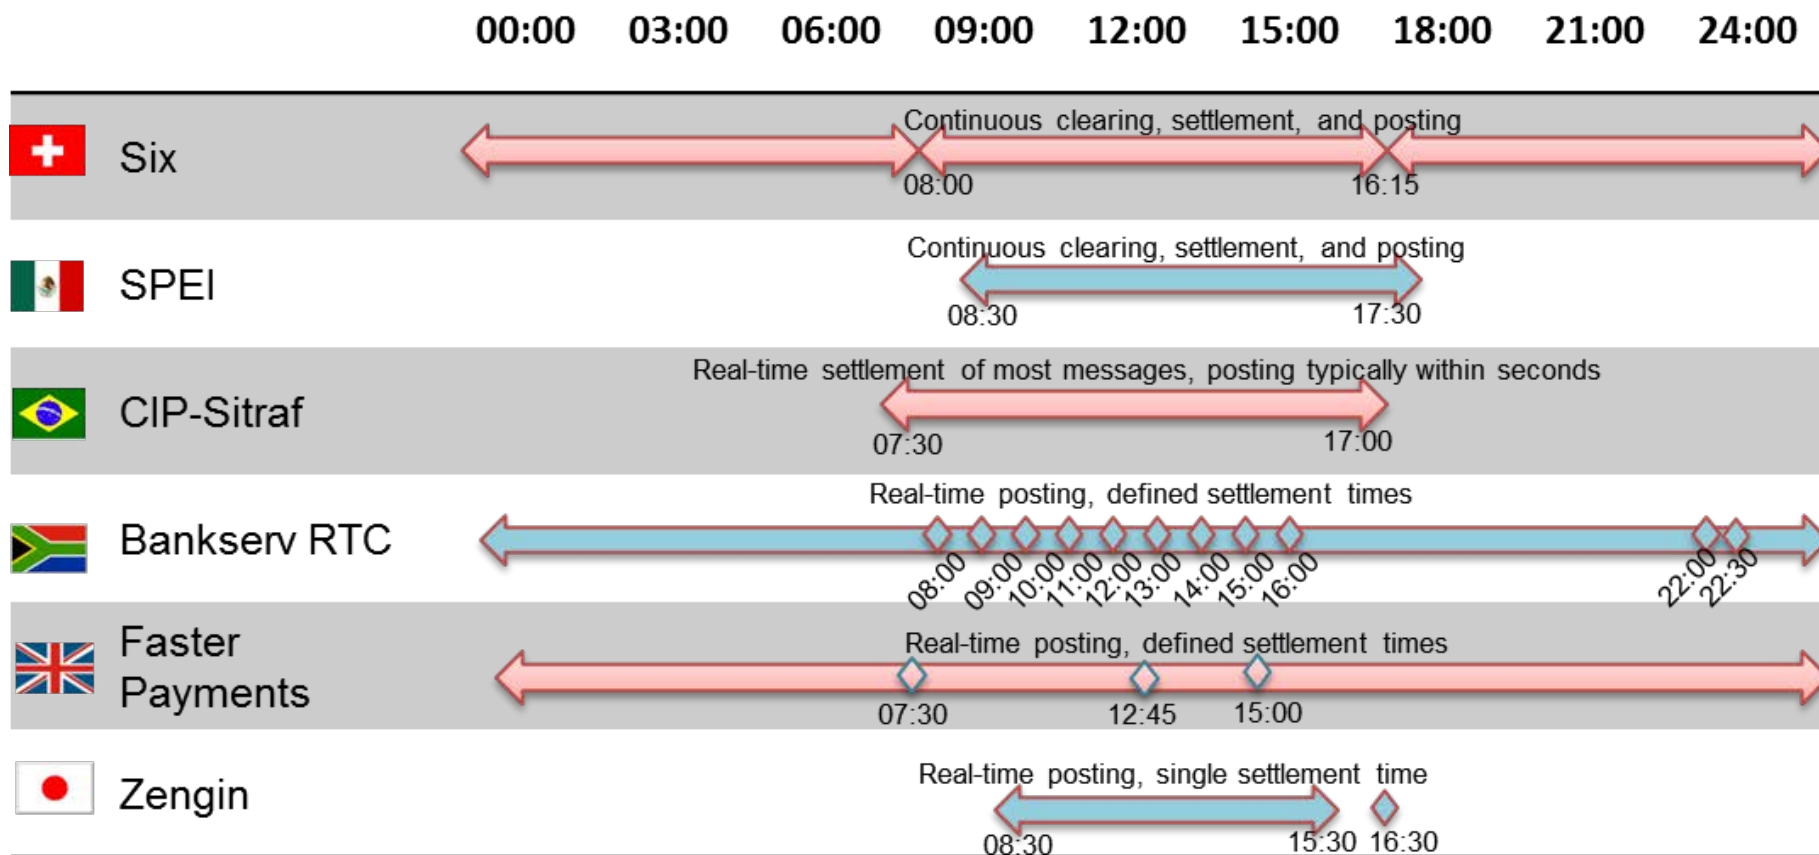 00:00 03:00 06:00 09:00 12:00 15:00 18:00 21:00 24:00
Continuous clearing, settlement, and posting
Six
08:00 16:15
Continuous clearing, settlement, and posting
SPEI
08:30 17:30
Real-time settlement of most messages, posting typically within seconds
CIP-Sitraf
07:30 17:00
Real-time posting, defined settlement times
Bankserv RTC
08:00 09:00 10:00 11:00 12:00 13:00 14:00 15:00 16:00 22:00 22:30
Real-time posting, defined settlement times
Faster
Payments
07:30 12:45 15:00
Real-time posting, single settlement time
Zengin
08:30 15:30 16:30